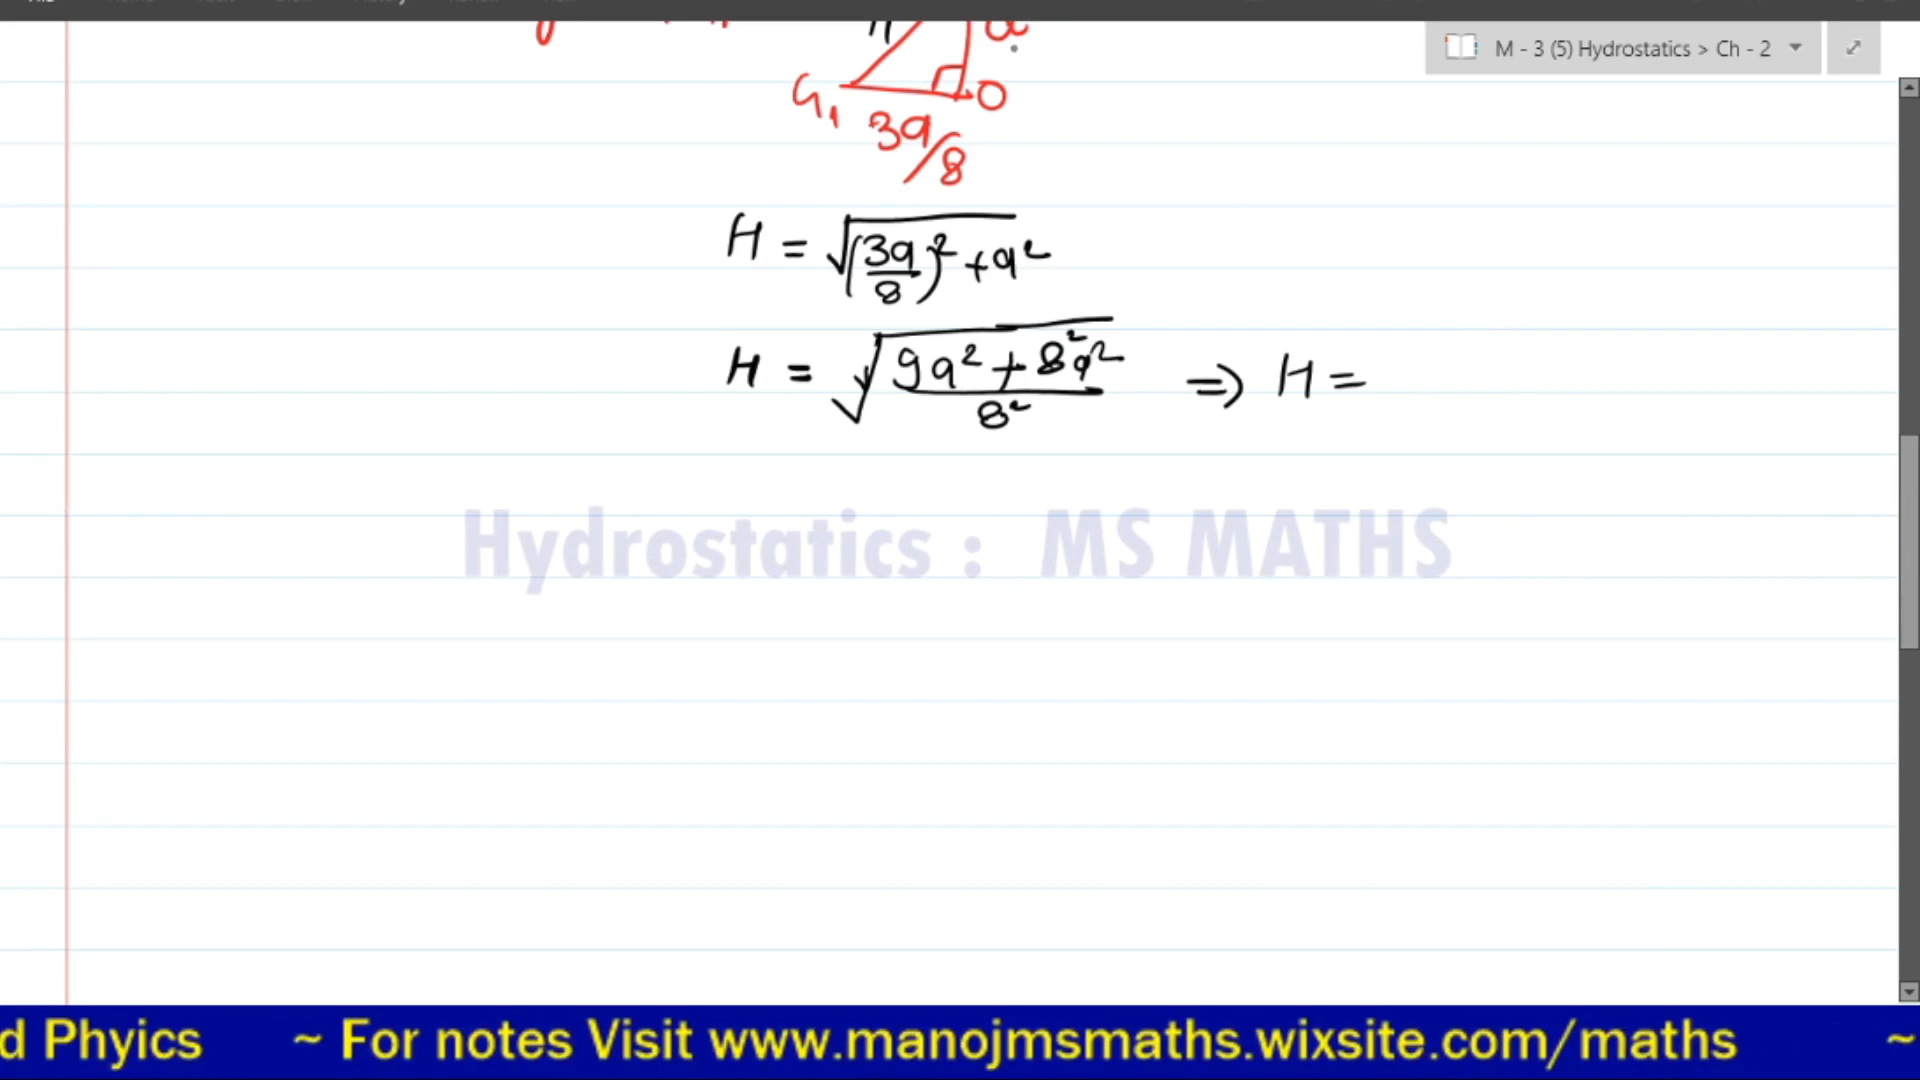 M - 3 (5) Hydrostatics > Ch - 2
G₁ O
3a/8
H = √(3a/8)² + a²
H = √9a² + 8²a²/8² ⇒ H =
Hydrostatics : MS MATHS
d Phyics ~ For notes Visit www.manojmsmaths.wixsite.com/maths ~